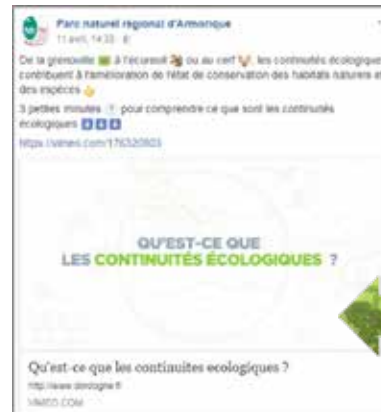 Parc naturel régional d'Armorique
11 avril, 14:33
De la grenouille à l'écureuil ou au cerf, les continuités écologiques
contribuent à l'amélioration de l'état de conservation des habitats naturels et
des espèces
3 petites minutes pour comprendre ce que sont les continuités
écologiques
https://vimeo.com/176320803
QU'EST-CE QUE
LES CONTINUITÉS ÉCOLOGIQUES ?
Qu'est-ce que les continuites ecologiques ?
http://www.dordogne.fr
VIMEO.COM